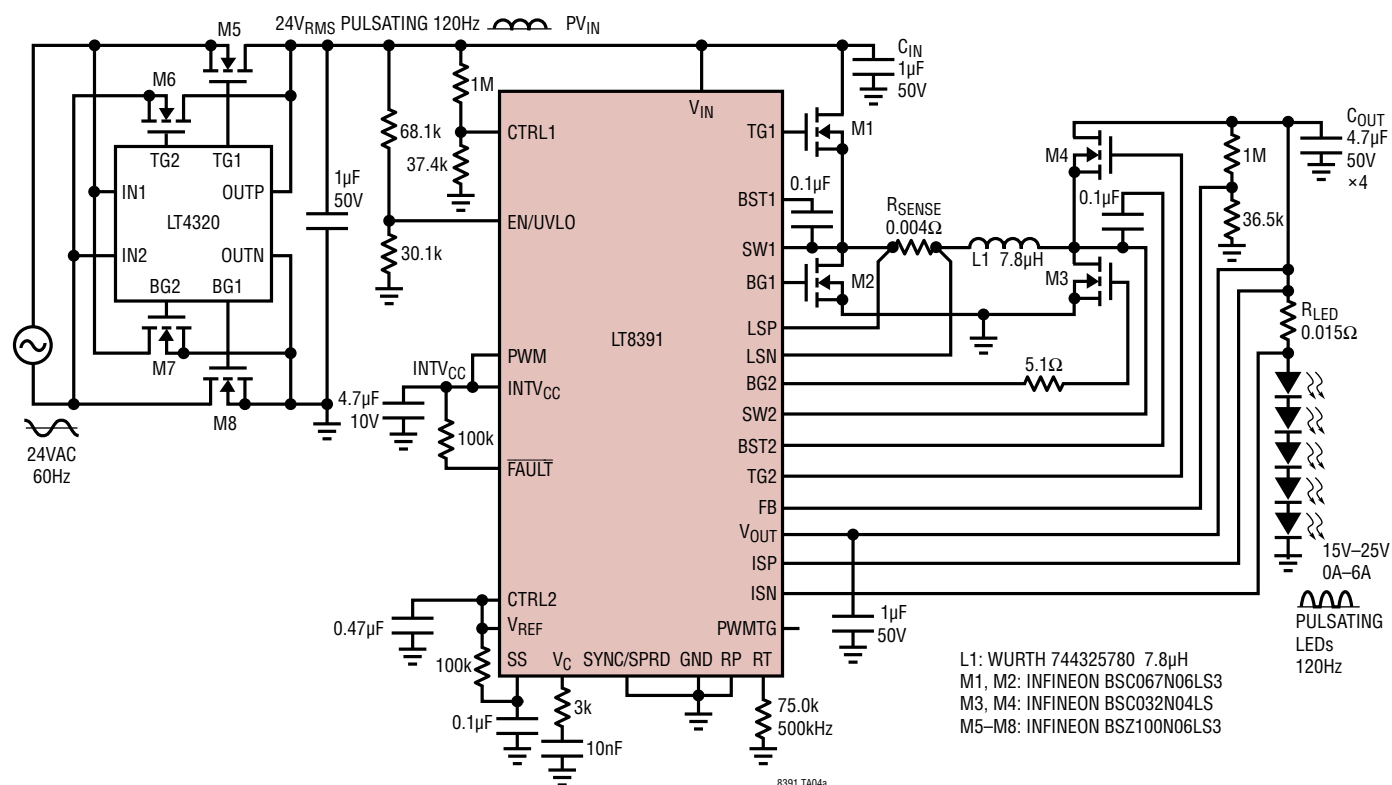 24VRMS PULSATING 120Hz
PVIN
M5
M6
TG2
TG1
IN1
OUTP
LT4320
IN2
OUTN
BG2
BG1
M7
M8
24VAC
60Hz
1µF
50V
1M
68.1k
37.4k
30.1k
CIN
1µF
50V
VIN
CTRL1
EN/UVLO
PWM
INTVCC
INTVCC
4.7µF
10V
100k
FAULT
CTRL2
VREF
0.47µF
100k
SS
VC
SYNC/SPRD
GND
RP
RT
0.1µF
3k
10nF
75.0k
500kHz
LT8391
TG1
BST1
SW1
BG1
LSP
LSN
BG2
SW2
BST2
TG2
FB
VOUT
ISP
ISN
PWMTG
M1
0.1µF
M2
RSENSE
0.004Ω
L1 7.8µH
M4
M3
0.1µF
5.1Ω
1M
36.5k
COUT
4.7µF
50V
×4
RLED
0.015Ω
15V–25V
0A–6A
PULSATING
LEDs
120Hz
1µF
50V
L1: WURTH 744325780 7.8µH
M1, M2: INFINEON BSC067N06LS3
M3, M4: INFINEON BSC032N04LS
M5–M8: INFINEON BSZ100N06LS3
8391 TA04a